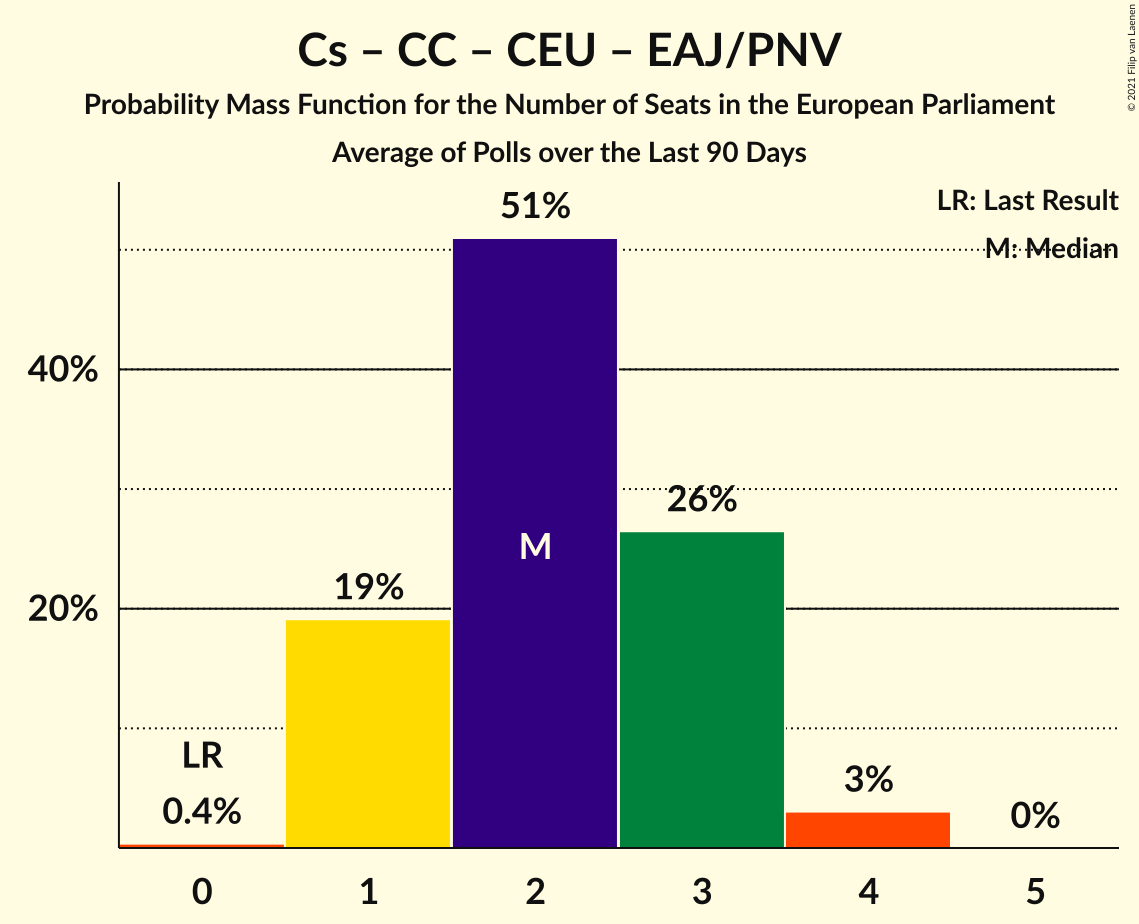 Cs – CC – CEU – EAJ/PNV
Probability Mass Function for the Number of Seats in the European Parliament
Average of Polls over the Last 90 Days
© 2021 Filip van Laenen
LR: Last Result
M: Median
51%
40%
26%
M
19%
20%
LR
0.4%
3%
0%
0 1 2 3 4 5